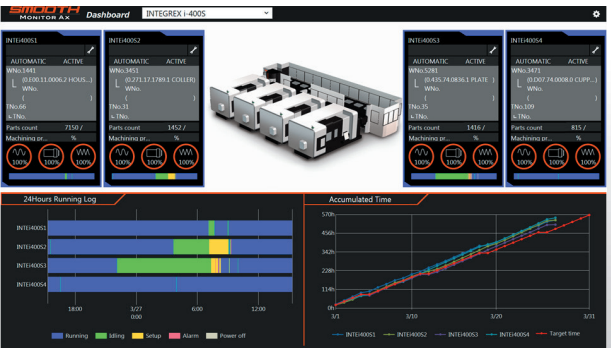 SMOOTH
MONITOR AX Dashboard INTEGREX i-400S
INTEi400S1
AUTOMATIC ACTIVE
WNo.1441
(0.E00.11.0006.2 HOUS...)
WNo.
( )
TNo.66
TNo.
Parts count 7150 /
Machining pr... %
100% 100% 100%
INTEi400S2
AUTOMATIC ACTIVE
WNo.3451
(0.271.17.1789.1 COLLER)
WNo.
( )
TNo.31
TNo.
Parts count 1452 /
Machining pr... %
100% 100% 100%
INTEi400S3
AUTOMATIC ACTIVE
WNo.5281
(0.435.74.0836.1 PLATE )
WNo.
( )
TNo.35
TNo.
Parts count 1416 /
Machining pr... %
100% 100% 100%
INTEi400S4
AUTOMATIC ACTIVE
WNo.3471
(0.D07.74.0008.0 CUPP...)
WNo.
( )
TNo.109
TNo.
Parts count 815 /
Machining pr... %
100% 100% 100%
24Hours Running Log
INTEi400S1
INTEi400S2
INTEi400S3
INTEi400S4
18:00 3/27 6:00 12:00
0:00
Running Idling Setup Alarm Power off
Accumulated Time
570h
456h
342h
228h
114h
0h
3/1 3/10 3/20 3/31
INTEi400S1 INTEi400S2 INTEi400S3 INTEi400S4 Target time